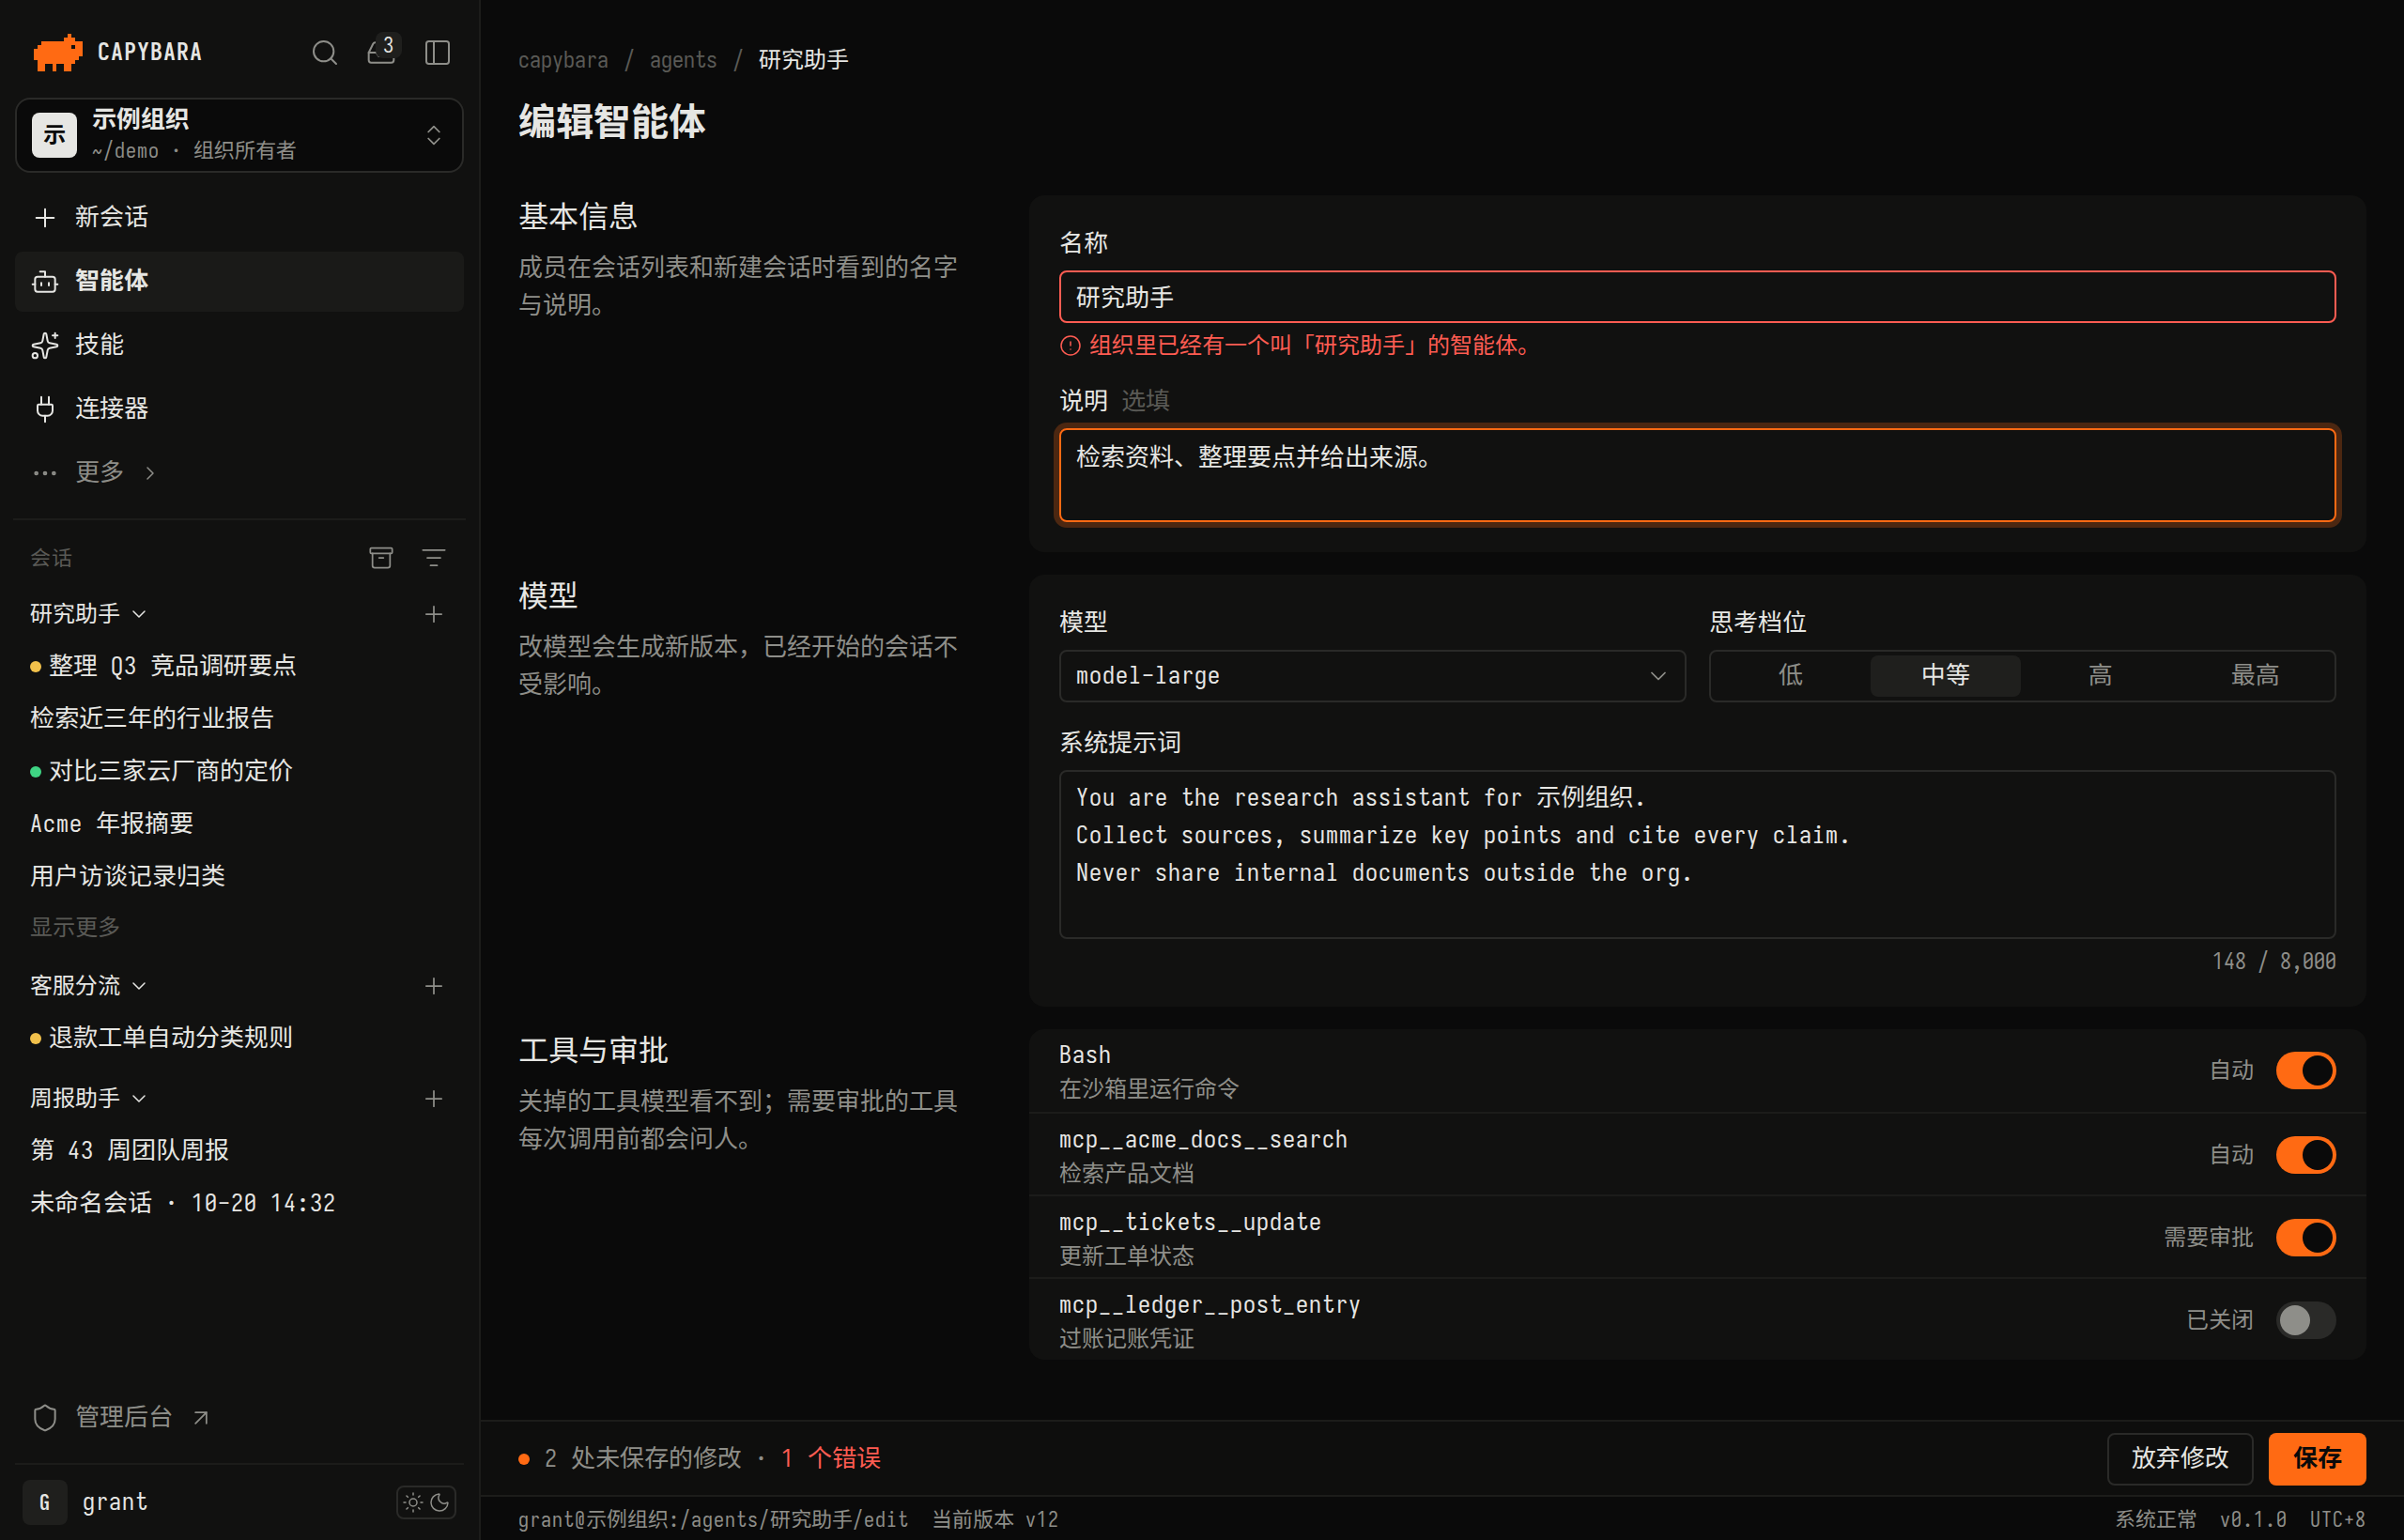 CAPYBARA
3
示
示例组织
~/demo · 组织所有者
新会话
智能体
技能
连接器
更多
会话
研究助手
整理 Q3 竞品调研要点
检索近三年的行业报告
对比三家云厂商的定价
Acme 年报摘要
用户访谈记录归类
显示更多
客服分流
退款工单自动分类规则
周报助手
第 43 周团队周报
未命名会话 · 10-20 14:32
管理后台
G
grant
capybara / agents / 研究助手
编辑智能体
基本信息
成员在会话列表和新建会话时看到的名字
与说明。
名称
研究助手
组织里已经有一个叫「研究助手」的智能体。
说明 选填
检索资料、整理要点并给出来源。
模型
改模型会生成新版本，已经开始的会话不
受影响。
模型
model-large
思考档位
低 中等 高 最高
系统提示词
You are the research assistant for 示例组织.
Collect sources, summarize key points and cite every claim.
Never share internal documents outside the org.
148 / 8,000
工具与审批
关掉的工具模型看不到；需要审批的工具
每次调用前都会问人。
Bash
在沙箱里运行命令
自动
mcp__acme_docs__search
检索产品文档
自动
mcp__tickets__update
更新工单状态
需要审批
mcp__ledger__post_entry
过账记账凭证
已关闭
2 处未保存的修改 · 1 个错误
放弃修改
保存
grant@示例组织:/agents/研究助手/edit 当前版本 v12
系统正常 v0.1.0 UTC+8